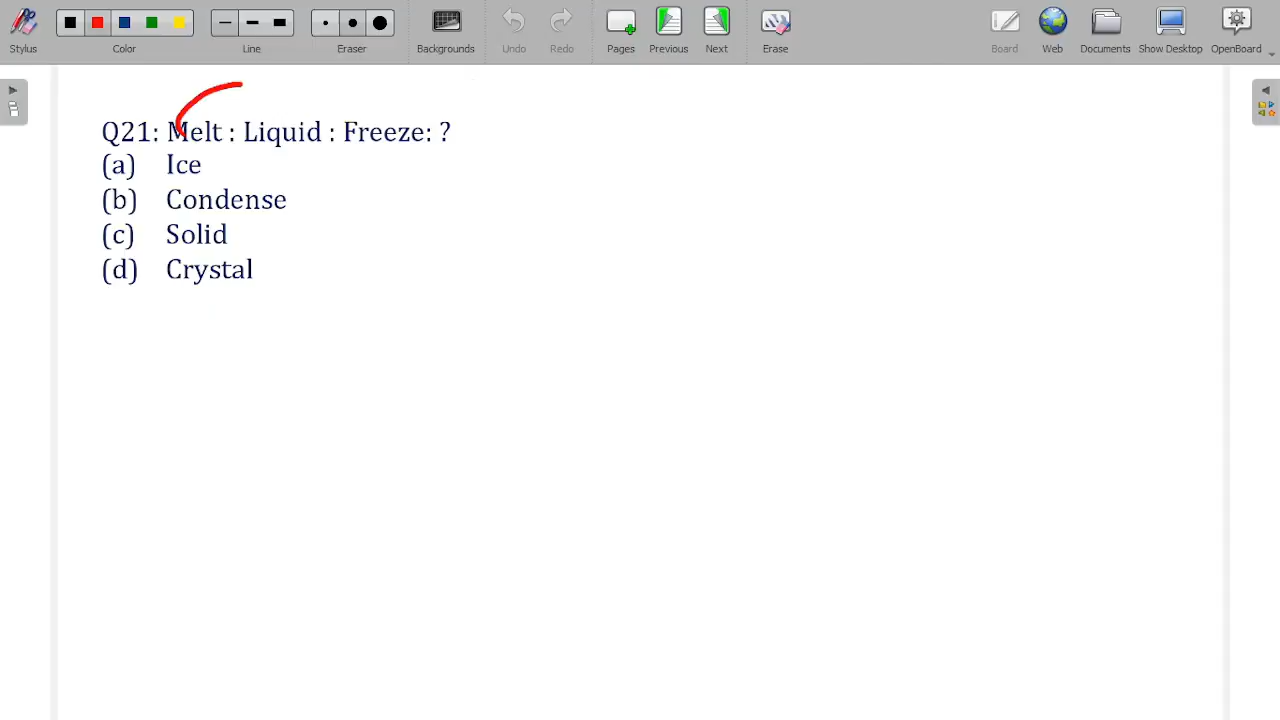 Stylus Color Line Eraser Backgrounds Undo Redo Pages Previous Next Erase Board Web Documents Show Desktop OpenBoard
Q21: Melt : Liquid : Freeze: ?
(a) Ice
(b) Condense
(c) Solid
(d) Crystal